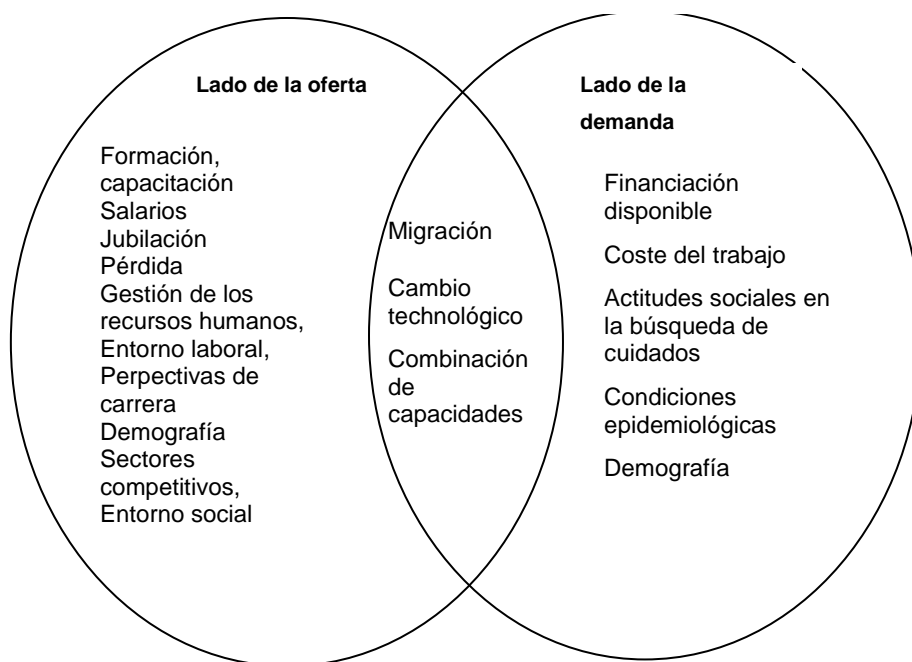 Lado de la oferta
Formación,
capacitación
Salarios
Jubilación
Pérdida
Gestión de los
recursos humanos,
Entorno laboral,
Perpectivas de
carrera
Demografía
Sectores
competitivos,
Entorno social
Migración
Cambio
technológico
Combinación
de
capacidades
Lado de la
demanda
Financiación
disponible
Coste del trabajo
Actitudes sociales en
la búsqueda de
cuidados
Condiciones
epidemiológicas
Demografía